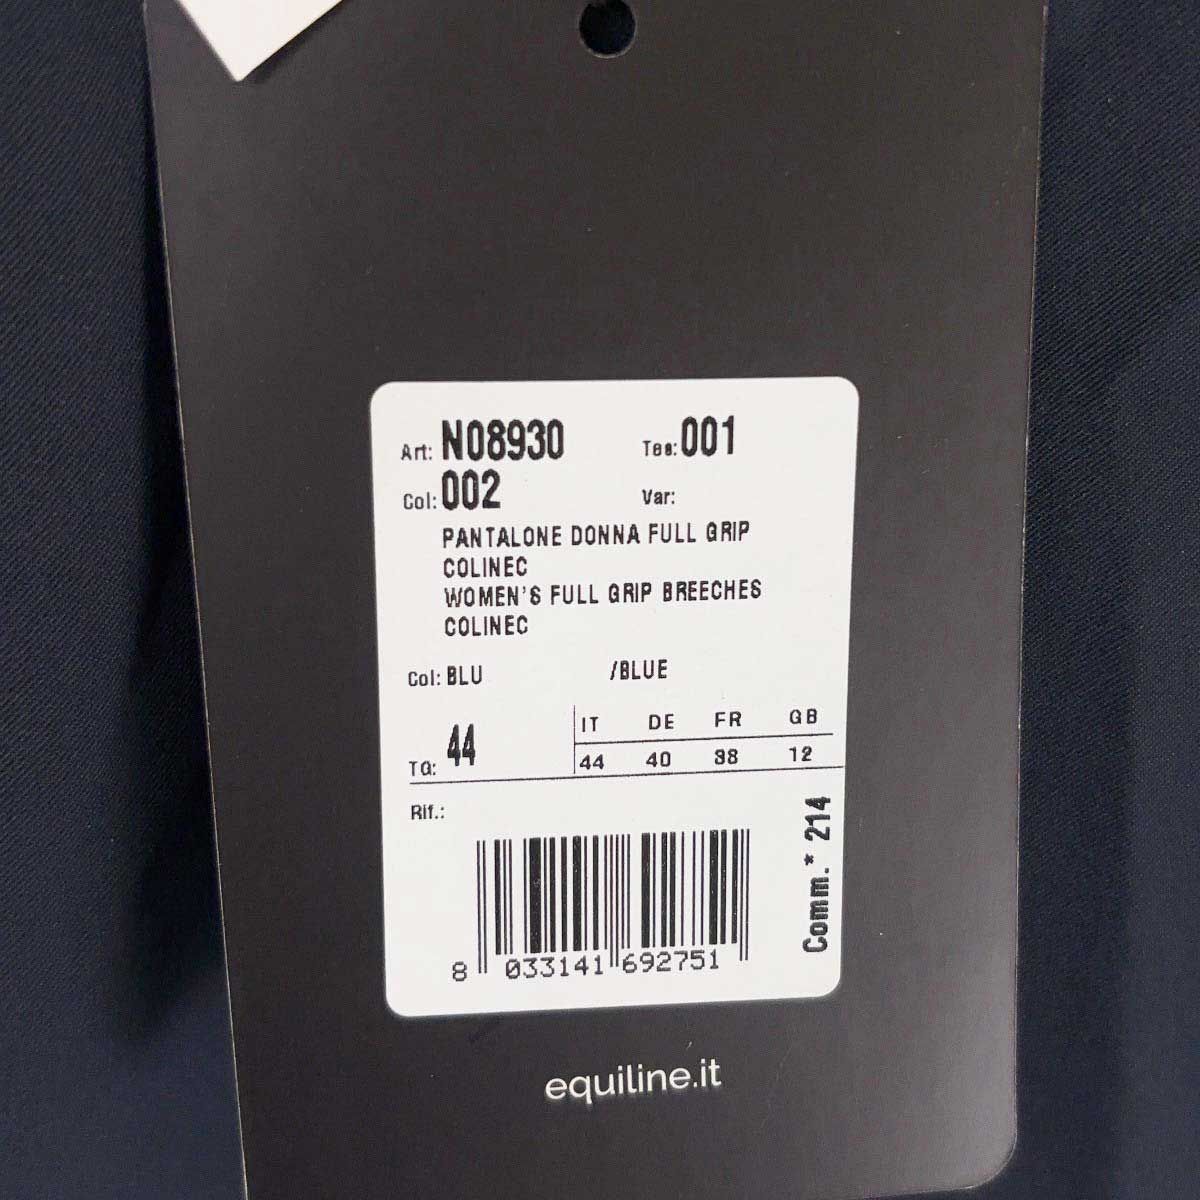 Art: N08930 Tes: 001
Col: 002 Var:
PANTALONE DONNA FULL GRIP
COLINEC
WOMEN'S FULL GRIP BREECHES
COLINEC
Col: BLU /BLUE
IT DE FR GB
TG: 44 44 40 38 12
Rif.:
Comm.* 214
8 033141 692751
equiline.it